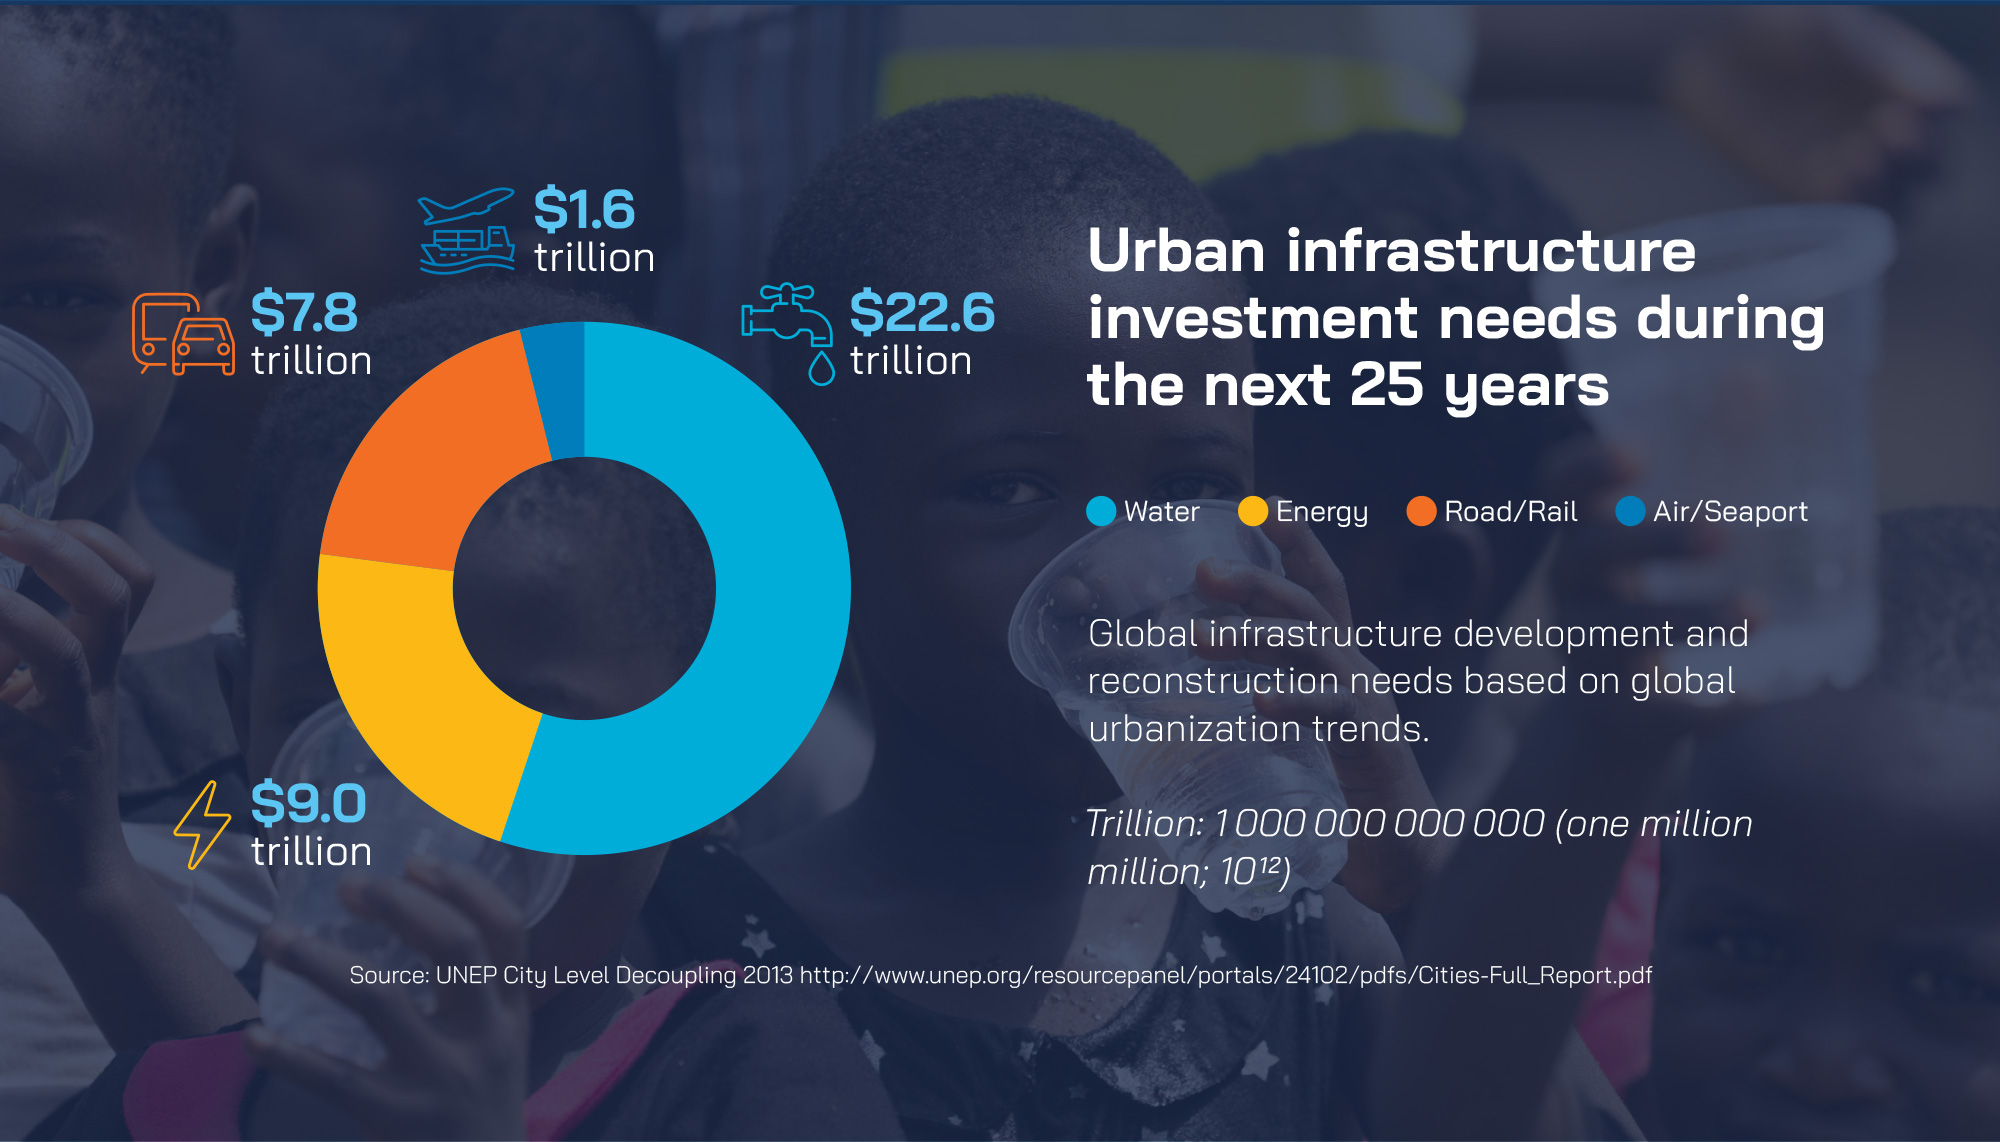 $1.6
trillion
$7.8
trillion
$22.6
trillion
$9.0
trillion
Urban infrastructure
investment needs during
the next 25 years
Water Energy Road/Rail Air/Seaport
Global infrastructure development and
reconstruction needs based on global
urbanization trends.
Trillion: 1 000 000 000 000 (one million
million; 10¹²)
Source: UNEP City Level Decoupling 2013 http://www.unep.org/resourcepanel/portals/24102/pdfs/Cities-Full_Report.pdf